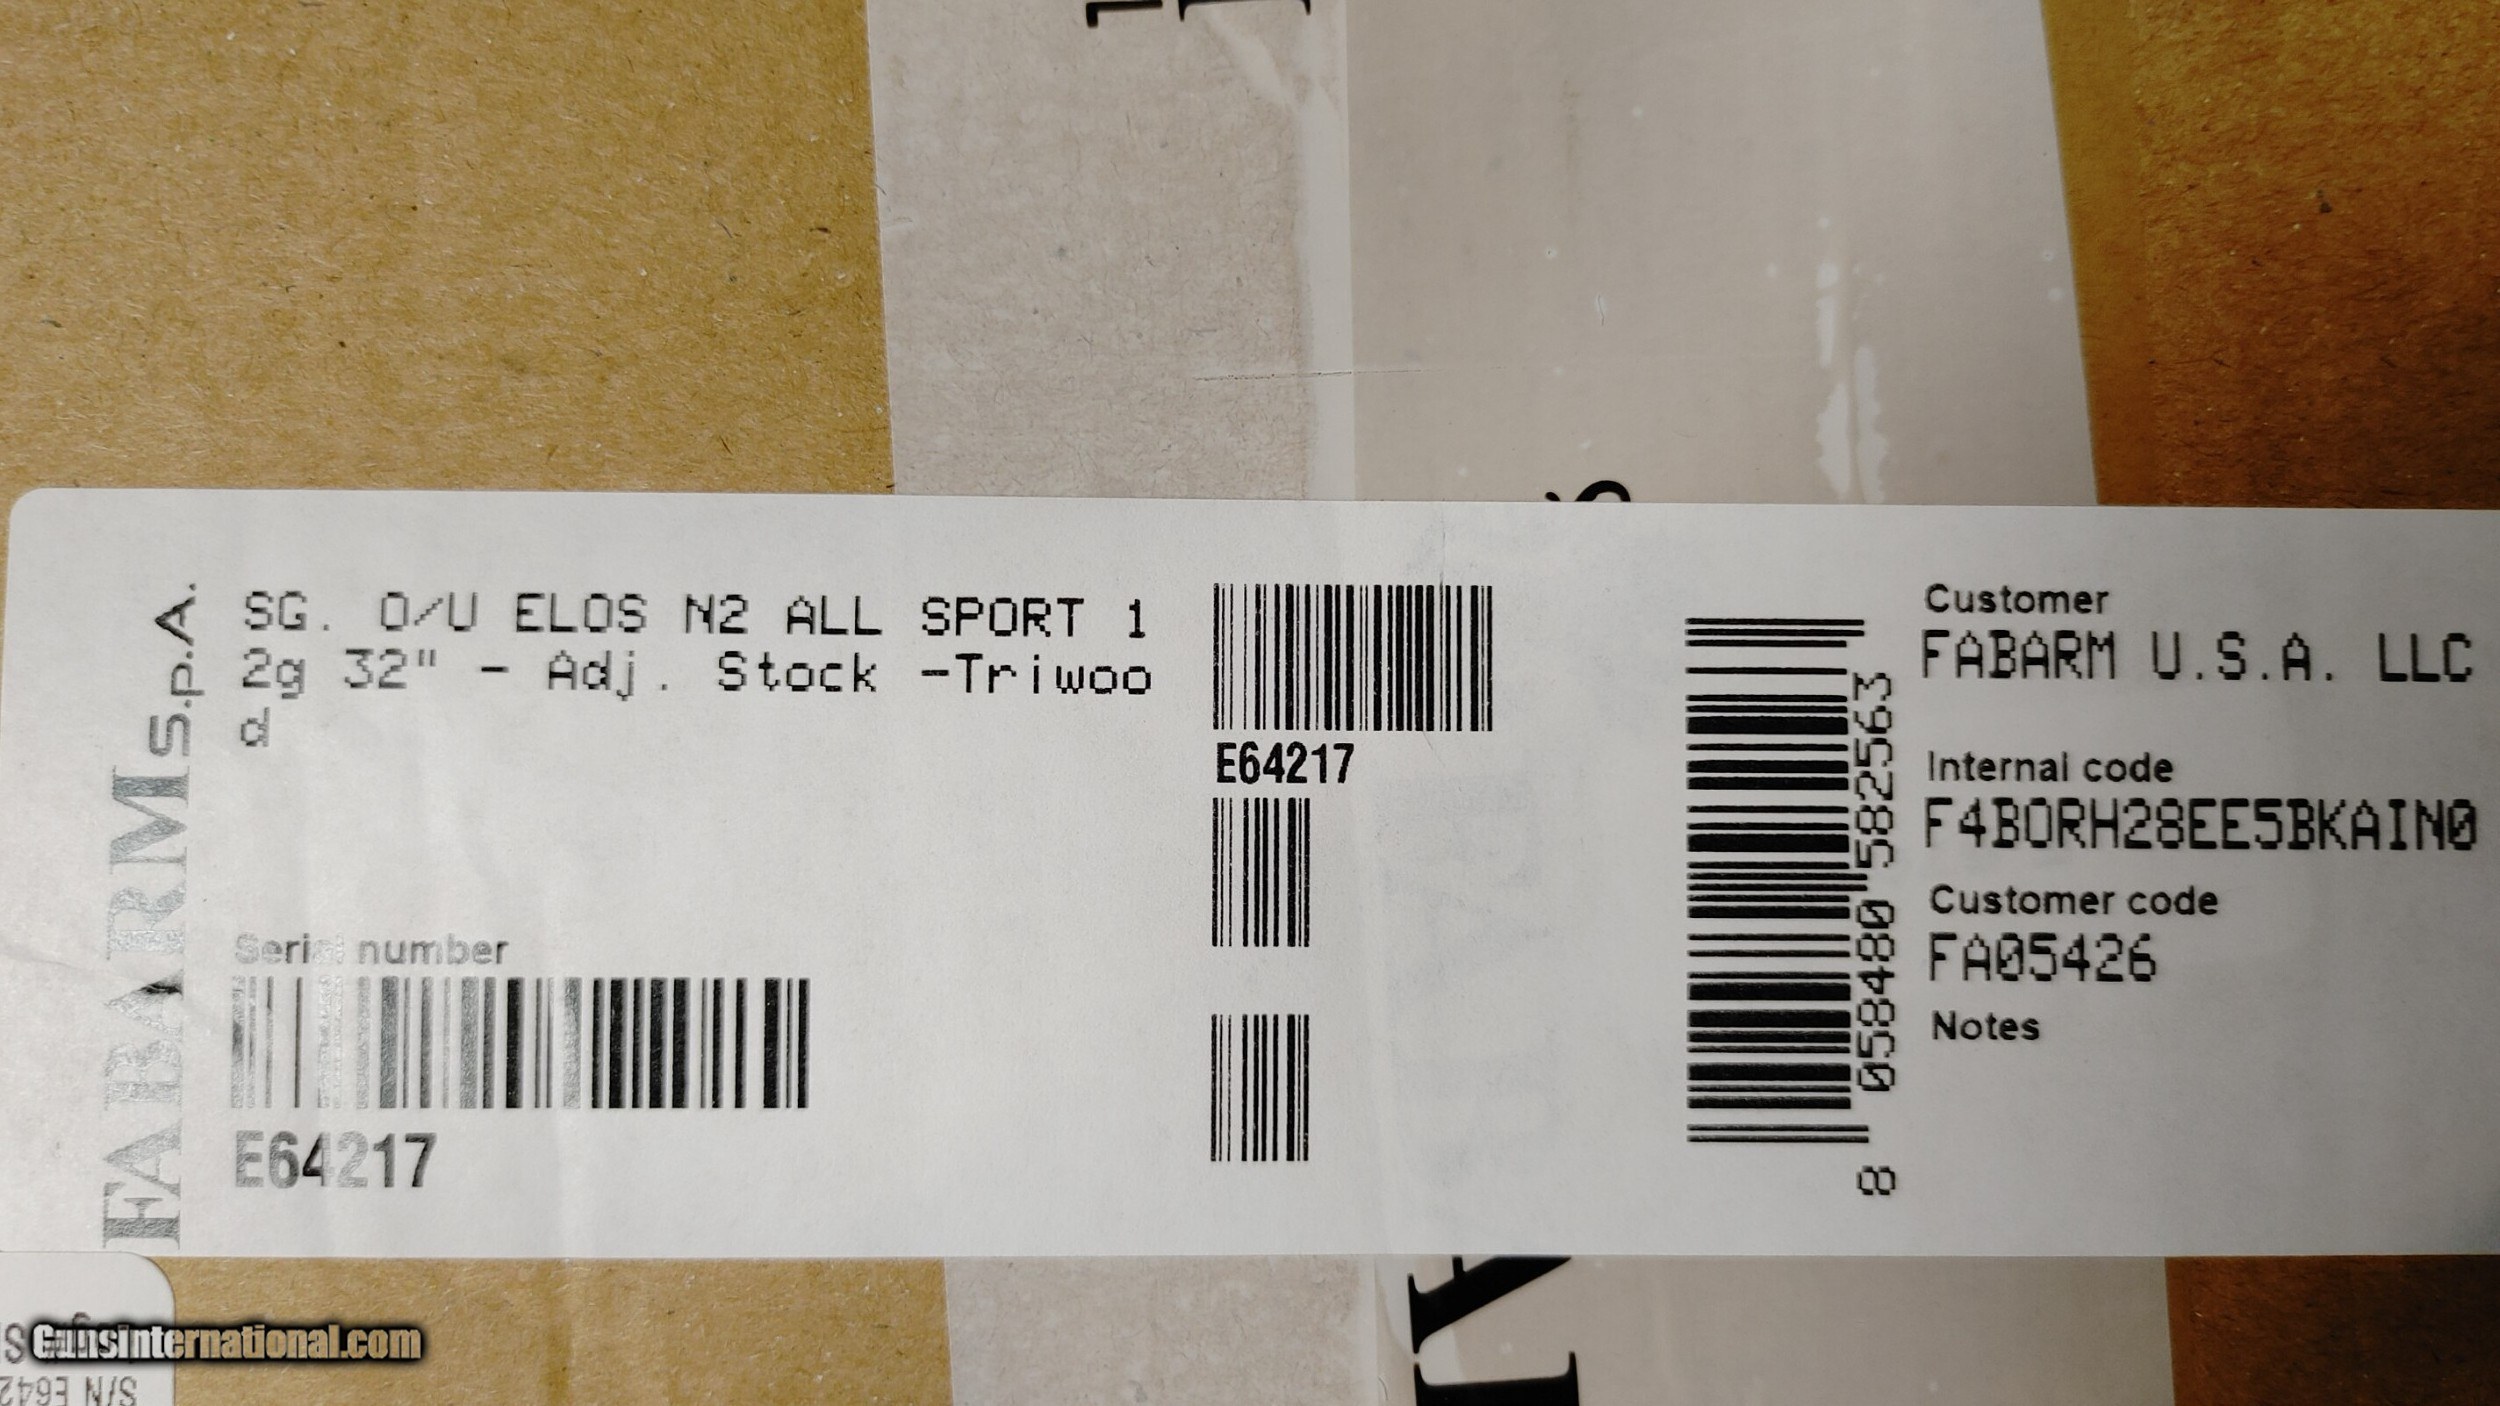 FABARM S.p.A.
SG. O/U ELOS N2 ALL SPORT 1
2g 32" - Adj. Stock -Triwoo
d
Serial number
E64217
E64217
8 058480 582563
Customer
FABARM U.S.A. LLC
Internal code
F4BORH28EE5BKAIN0
Customer code
FA05426
Notes
GunsInternational.com
S/N E642